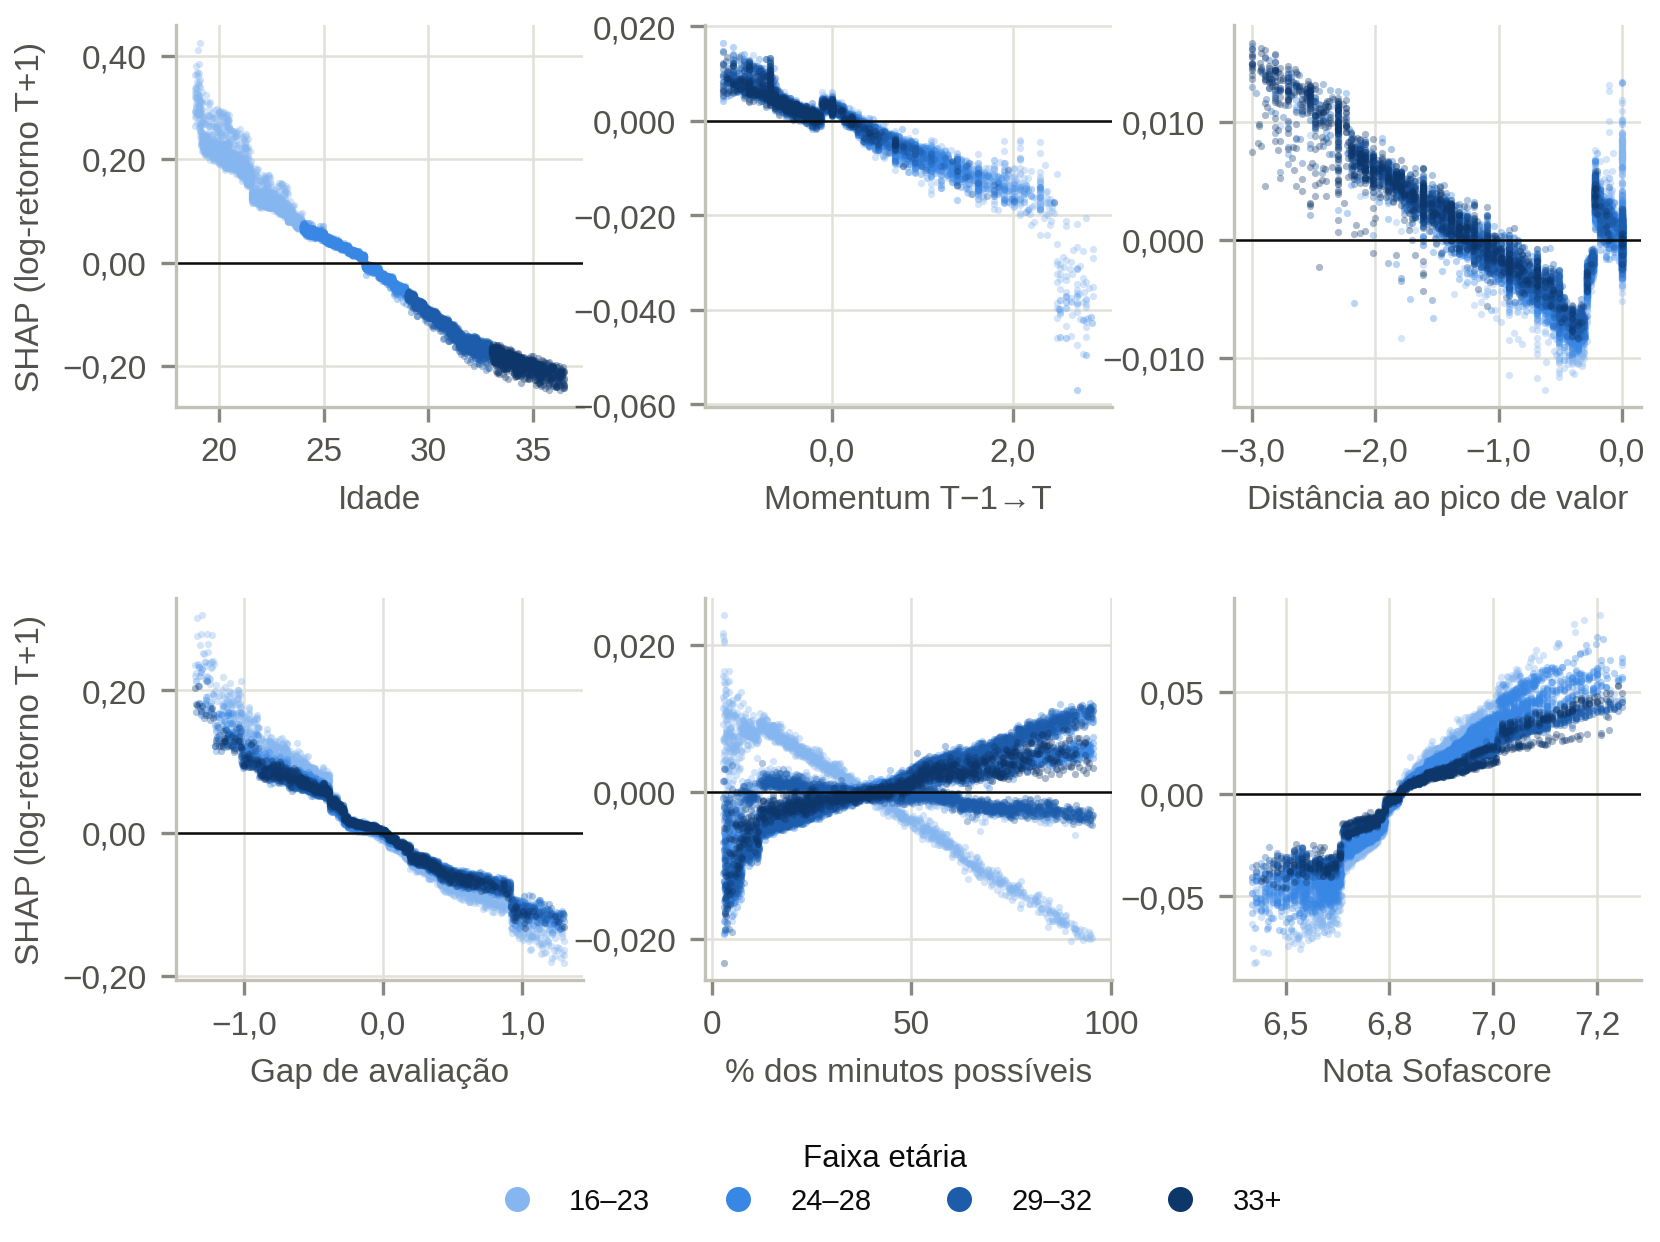 SHAP (log-retorno T+1)
0,40
0,20
0,00
−0,20
20 25 30 35
Idade
0,020
0,000
−0,020
−0,040
−0,060
0,0 2,0
Momentum T−1→T
0,010
0,000
−0,010
−3,0 −2,0 −1,0 0,0
Distância ao pico de valor
SHAP (log-retorno T+1)
0,20
0,00
−0,20
−1,0 0,0 1,0
Gap de avaliação
0,020
0,000
−0,020
0 50 100
% dos minutos possíveis
0,05
0,00
−0,05
6,5 6,8 7,0 7,2
Nota Sofascore
Faixa etária
16–23 24–28 29–32 33+